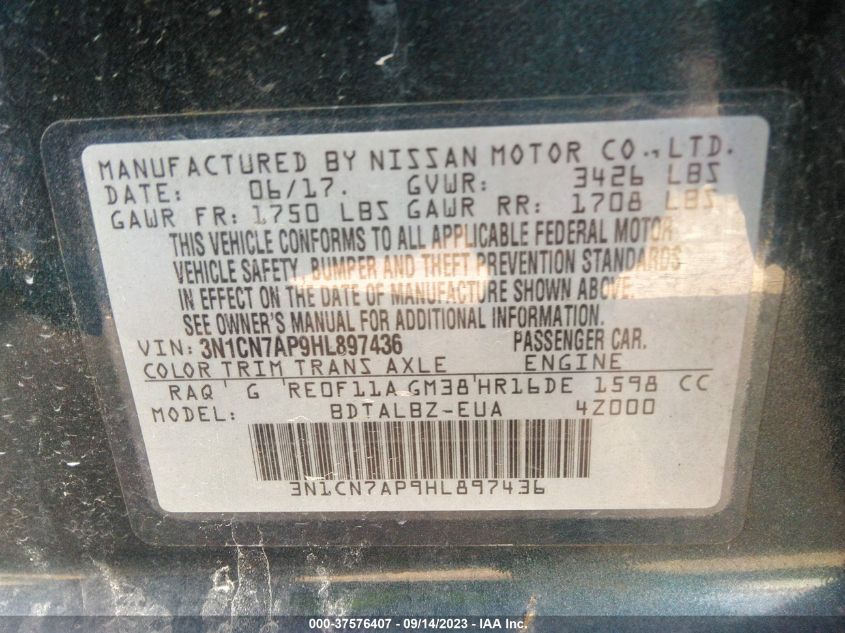 MANUFACTURED BY NISSAN MOTOR CO.,LTD.
DATE: 06/17. GVWR: 3426 LBS
GAWR FR: 1750 LBS GAWR RR: 1708 LBS
THIS VEHICLE CONFORMS TO ALL APPLICABLE FEDERAL MOTOR
VEHICLE SAFETY, BUMPER AND THEFT PREVENTION STANDARDS
IN EFFECT ON THE DATE OF MANUFACTURE SHOWN ABOVE.
SEE OWNER'S MANUAL FOR ADDITIONAL INFORMATION.
VIN: 3N1CN7AP9HL897436 PASSENGER CAR.
COLOR TRIM TRANS AXLE ENGINE
RAQ G RE0F11A GM38 HR16DE 1598 CC
MODEL: BDTALBZ-EUA 4Z000
3N1CN7AP9HL897436
000-37576407 - 09/14/2023 - IAA Inc.